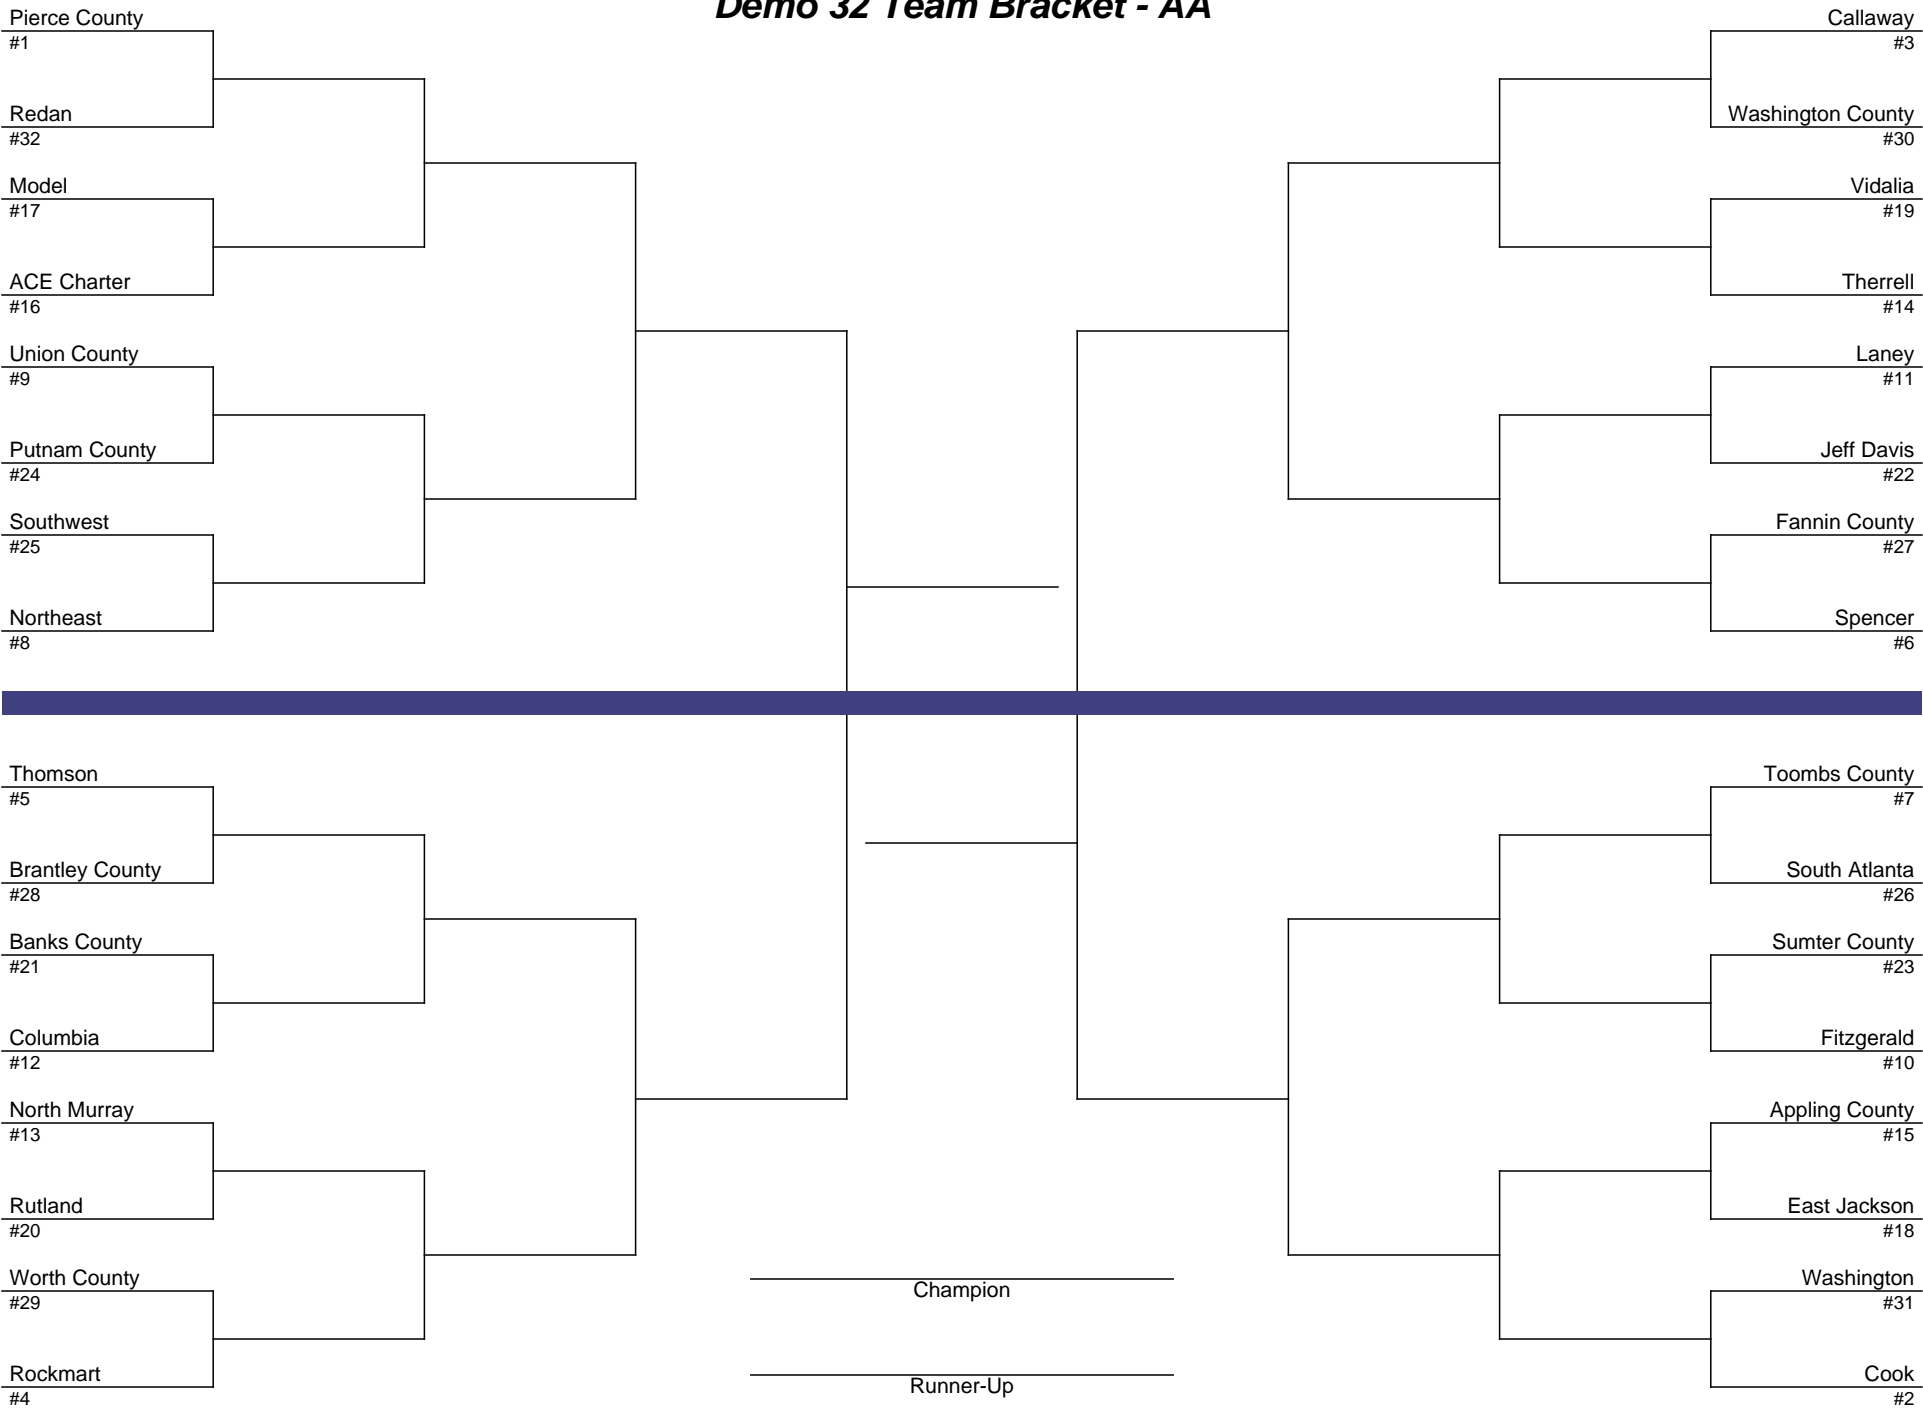 Demo 32 Team Bracket - AA
Pierce County
#1
Redan
#32
Model
#17
ACE Charter
#16
Union County
#9
Putnam County
#24
Southwest
#25
Northeast
#8
Thomson
#5
Brantley County
#28
Banks County
#21
Columbia
#12
North Murray
#13
Rutland
#20
Worth County
#29
Rockmart
#4
Callaway
#3
Washington County
#30
Vidalia
#19
Therrell
#14
Laney
#11
Jeff Davis
#22
Fannin County
#27
Spencer
#6
Toombs County
#7
South Atlanta
#26
Sumter County
#23
Fitzgerald
#10
Appling County
#15
East Jackson
#18
Washington
#31
Cook
#2
Champion
Runner-Up